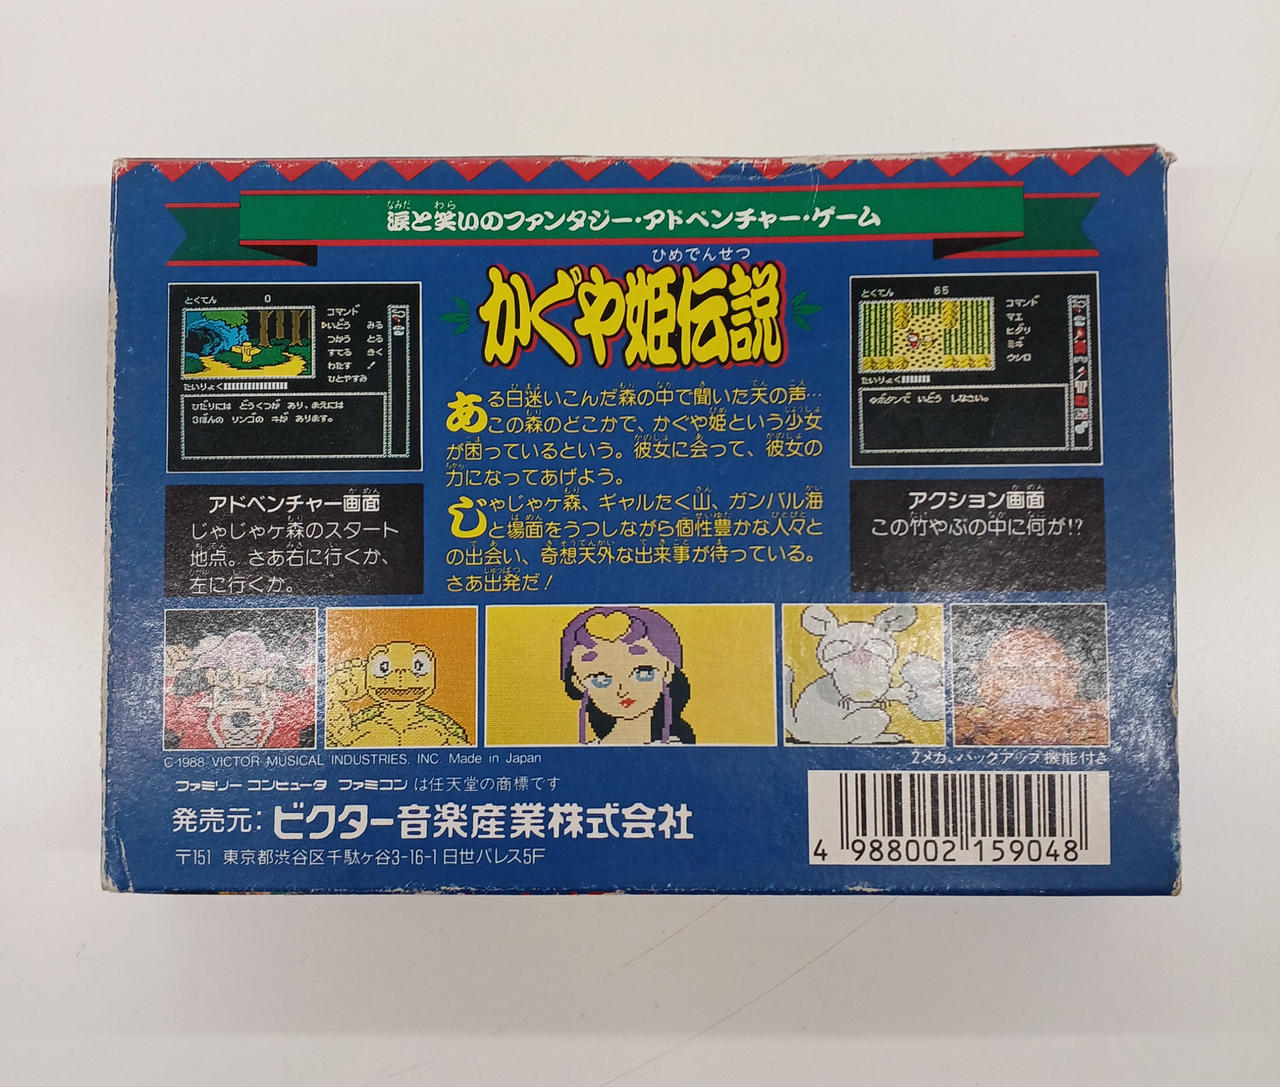 涙と笑いのファンタジー・アドベンチャー・ゲーム
かぐや姫伝説
ひめでんせつ
とくてん 0
コマンド
いどう みる
つかう とる
すてる きく
わたす !
ひとやすみ
たいりょく
ひだりには どうくつが あり、まえには
3ぼんの リンゴの キが あります。
アドベンチャー画面
じゃじゃヶ森のスタート
地点。さあ右に行くか、
左に行くか。
ある日迷いこんだ森の中で聞いた天の声…
この森のどこかで、かぐや姫という少女
が困っているという。彼女に会って、彼女の
力になってあげよう。
じゃじゃヶ森、ギャルたく山、ガンバル海
と場面をうつしながら個性豊かな人々と
の出会い、奇想天外な出来事が待っている。
さあ出発だ!
とくてん 65
コマンド
マエ
ヒダリ
ミギ
ウシロ
たいりょく
ボタンで いどう しなさい。
アクション画面
この竹やぶの中に何が!?
C 1988 VICTOR MUSICAL INDUSTRIES. INC. Made in Japan
2メガ、バックアップ機能付き
ファミリーコンピュータ ファミコン は任天堂の商標です
発売元:ビクター音楽産業株式会社
〒151 東京都渋谷区千駄ヶ谷3-16-1 日世パレス5F
4 988002 159048